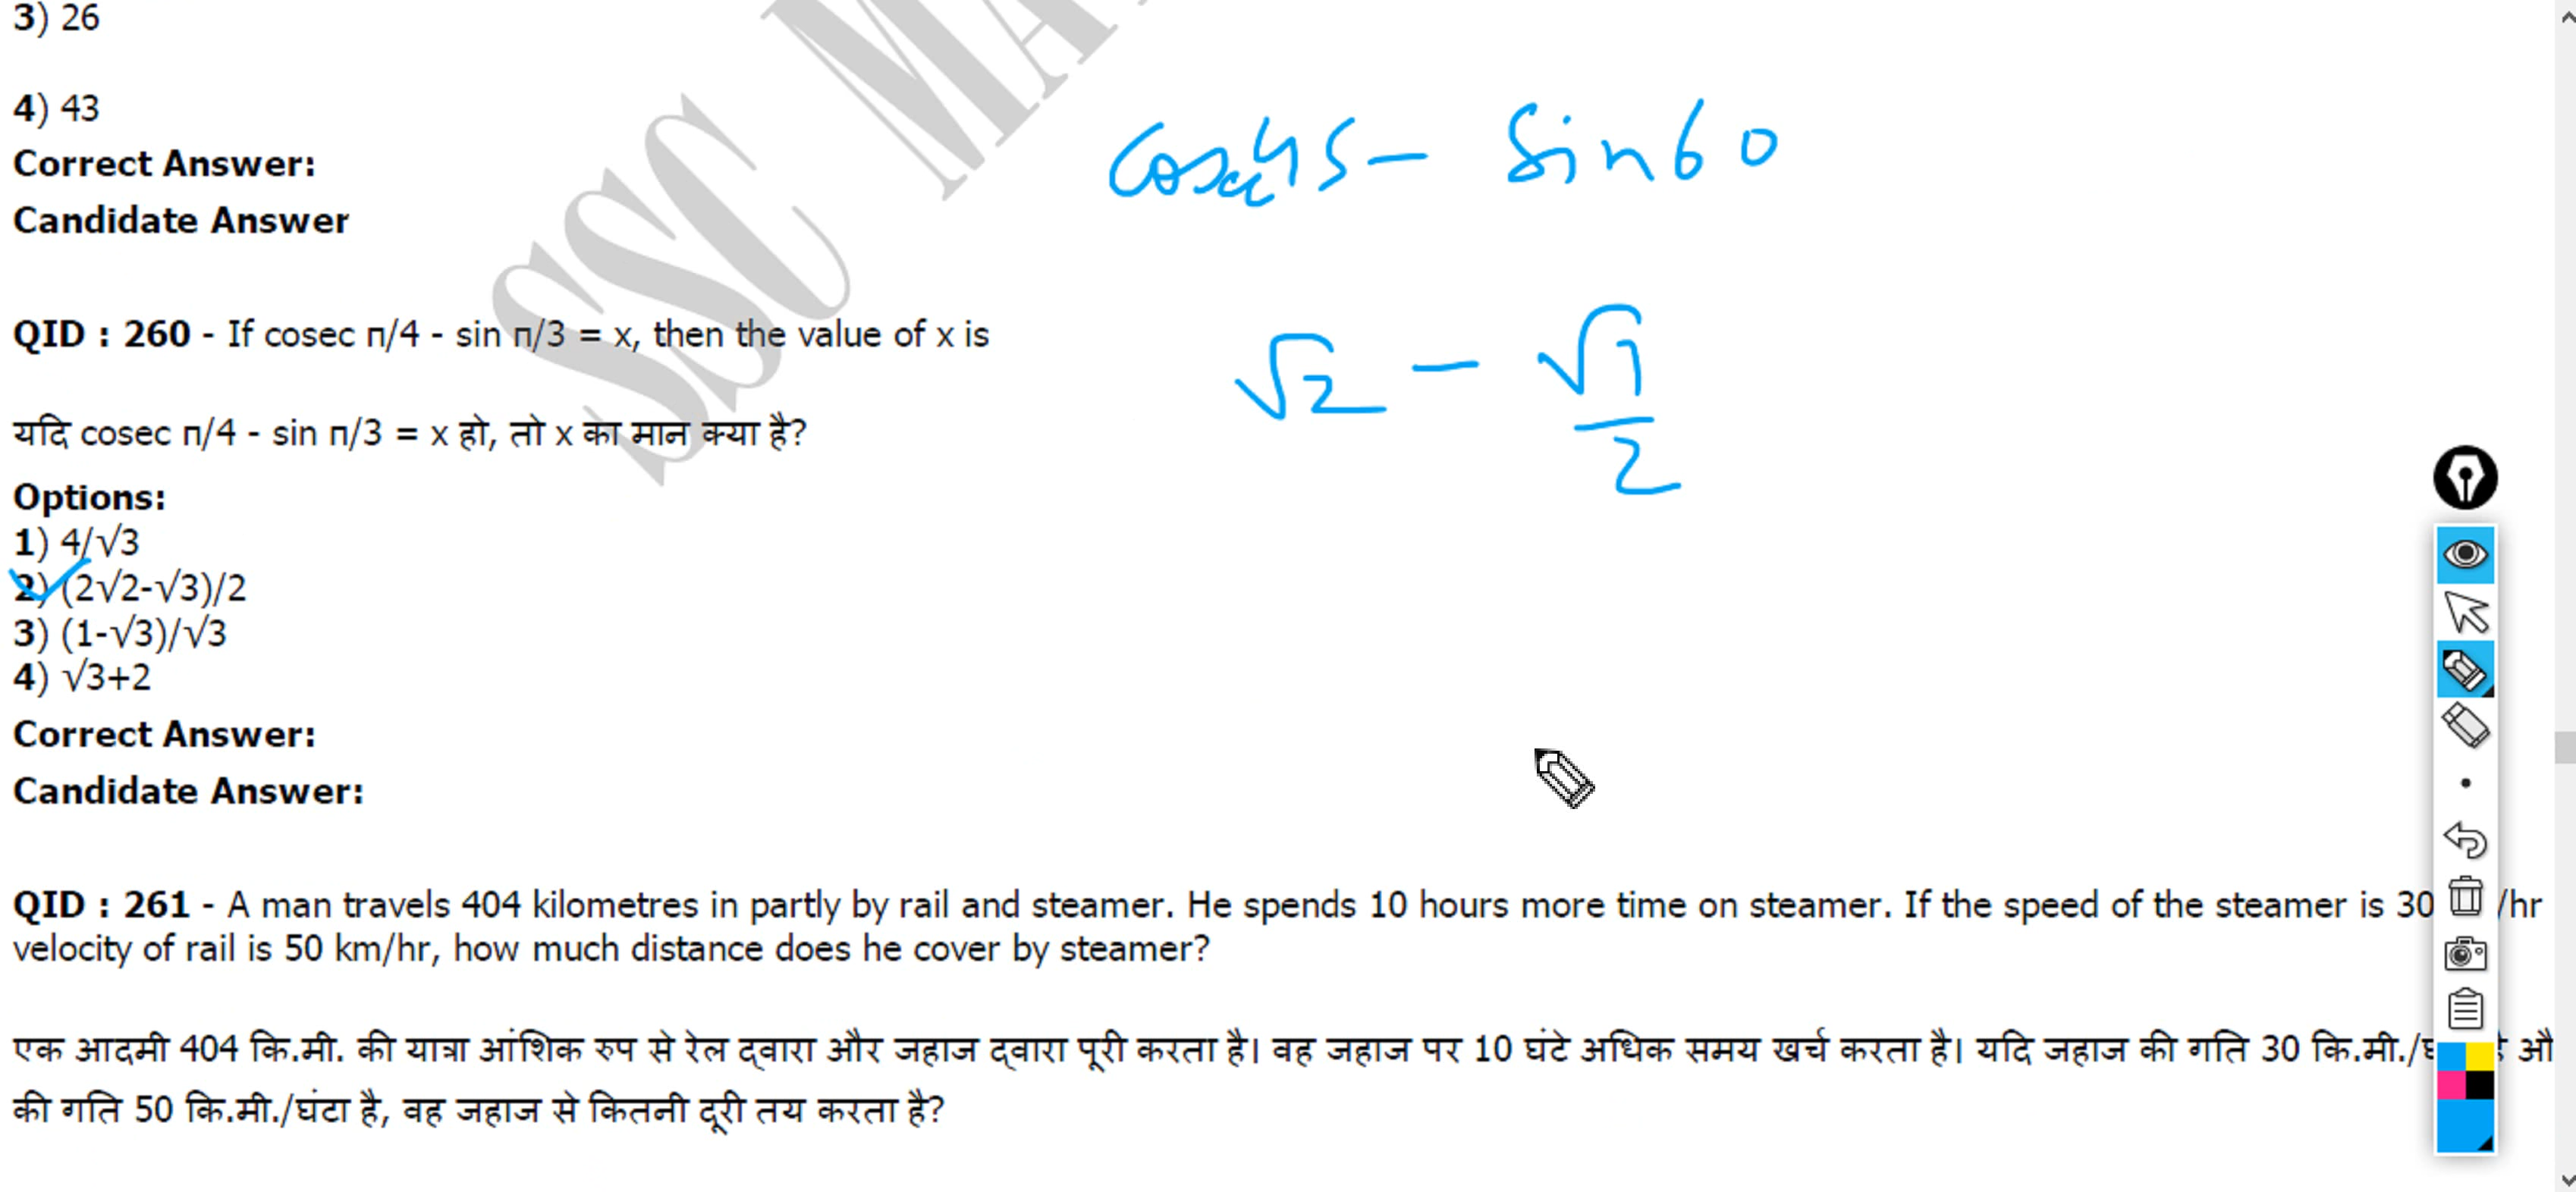 3) 26
4) 43
Correct Answer:
Candidate Answer
SSC MA
cosec45 - sin60
QID : 260 - If cosec п/4 - sin п/3 = x, then the value of x is
√2 - √3/2
यदि cosec п/4 - sin п/3 = x हो, तो x का मान क्या है?
Options:
1) 4/√3
2) (2√2-√3)/2
3) (1-√3)/√3
4) √3+2
Correct Answer:
Candidate Answer:
QID : 261 - A man travels 404 kilometres in partly by rail and steamer. He spends 10 hours more time on steamer. If the speed of the steamer is 30 /hr
velocity of rail is 50 km/hr, how much distance does he cover by steamer?
एक आदमी 404 कि.मी. की यात्रा आंशिक रुप से रेल द्वारा और जहाज द्वारा पूरी करता है। वह जहाज पर 10 घंटे अधिक समय खर्च करता है। यदि जहाज की गति 30 कि.मी./
की गति 50 कि.मी./घंटा है, वह जहाज से कितनी दूरी तय करता है?